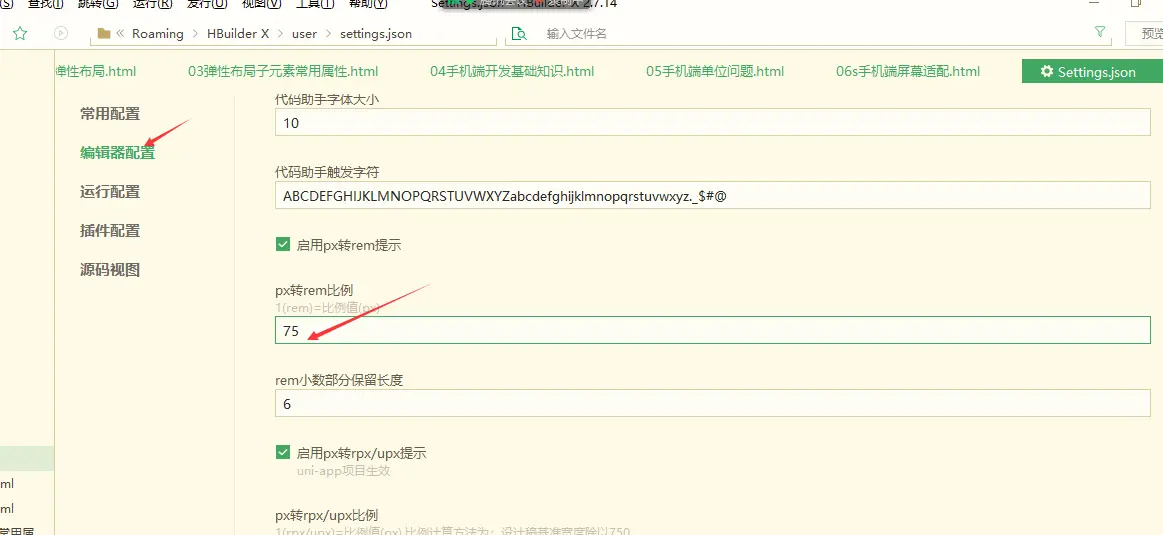 (S) 查找(I) 跳转(G) 运行(R) 发行(U) 视图(V) 工具(T) 帮助(Y)
HBuilder X 2.7.14
« Roaming > HBuilder X > user > settings.json
输入文件名
预览
弹性布局.html 03弹性布局子元素常用属性.html 04手机端开发基础知识.html 05手机端单位问题.html 06s手机端屏幕适配.html Settings.json
常用配置
编辑器配置
运行配置
插件配置
源码视图
代码助手字体大小
10
代码助手触发字符
ABCDEFGHIJKLMNOPQRSTUVWXYZabcdefghijklmnopqrstuvwxyz._$#@
启用px转rem提示
px转rem比例
1(rem)=比例值(px)
75
rem小数部分保留长度
6
启用px转rpx/upx提示
uni-app项目生效
px转rpx/upx比例
1(rpx/upx)=比例值(px),比例计算方法为：设计稿基准宽度除以750
ml
ml
常用属